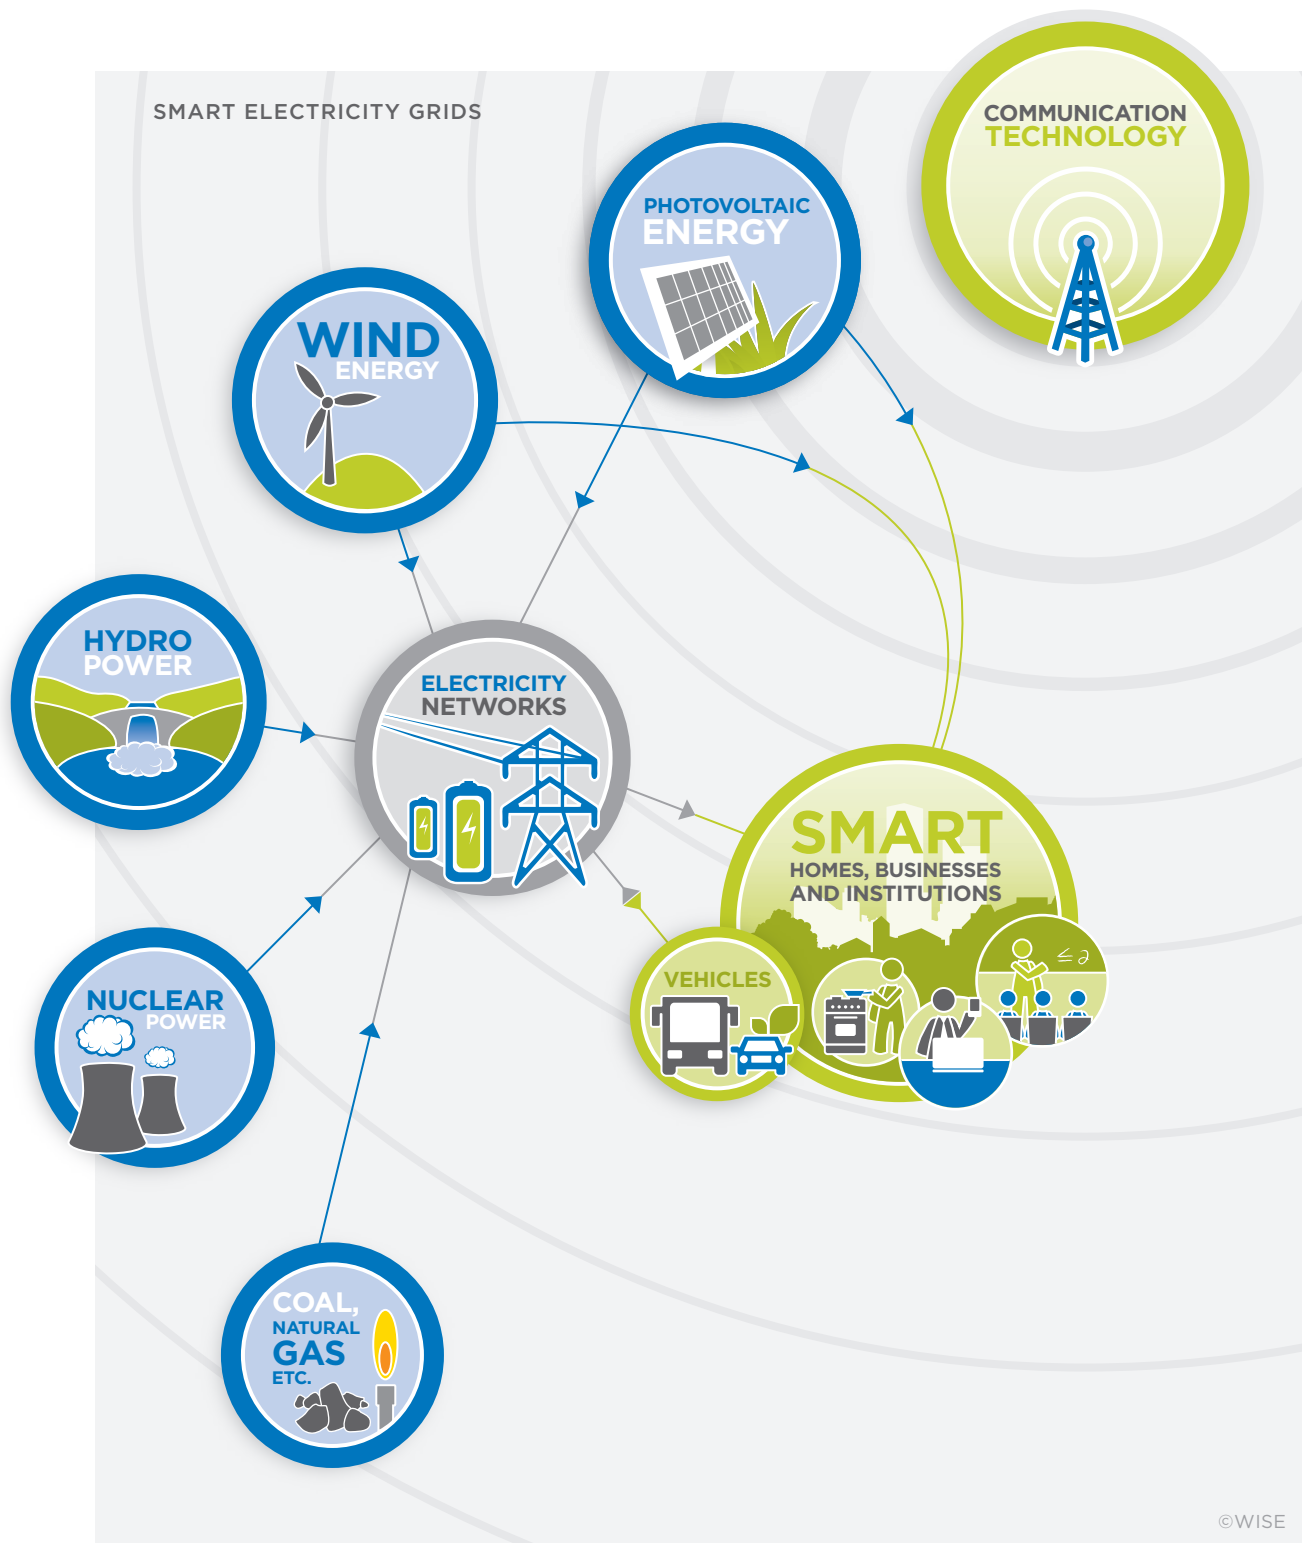 SMART ELECTRICITY GRIDS
COMMUNICATION
TECHNOLOGY
PHOTOVOLTAIC
ENERGY
WIND
ENERGY
HYDRO
POWER
ELECTRICITY
NETWORKS
SMART
HOMES, BUSINESSES
AND INSTITUTIONS
VEHICLES
NUCLEAR
POWER
COAL,
NATURAL
GAS
ETC.
©WISE